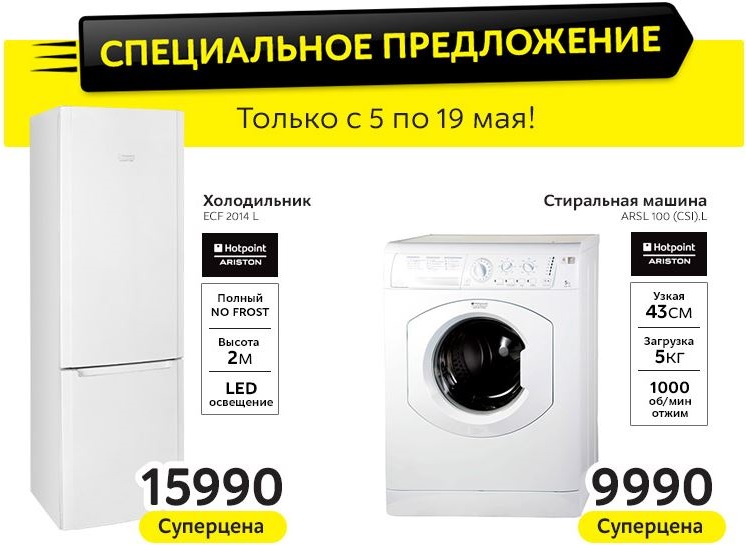 СПЕЦИАЛЬНОЕ ПРЕДЛОЖЕНИЕ
Только с 5 по 19 мая!
Холодильник
ECF 2014 L
Hotpoint
ARISTON
Полный
NO FROST
Высота
2М
LED
освещение
15990
Суперцена
Стиральная машина
ARSL 100 (CSI).L
Hotpoint
ARISTON
Узкая
43СМ
Загрузка
5КГ
1000
об/мин
отжим
9990
Суперцена